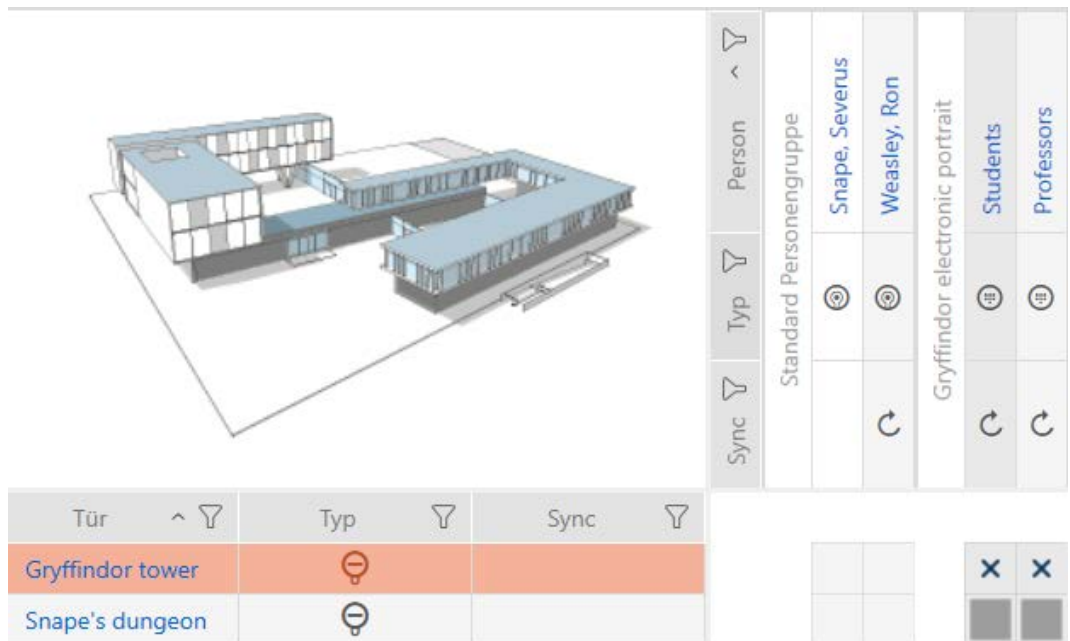 Person
Typ
Sync
Standard Personengruppe
Snape, Severus
Weasley, Ron
Gryffindor electronic portrait
Students
Professors
Tür Typ Sync
Gryffindor tower
Snape's dungeon